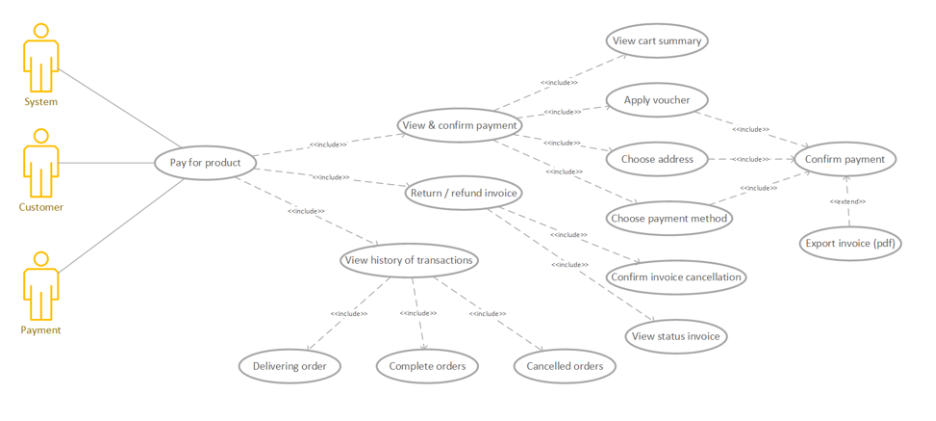 View cart summary
System
<<include>>
Apply voucher
<<include>>
View & confirm payment
<<include>>
<<include>>
<<include>>
Pay for product
Choose address
<<include>>
Confirm payment
<<include>>
<<include>>
<<include>>
Return / refund invoice
<<include>>
Customer
<<include>>
Choose payment method
<<extend>>
<<include>>
Export invoice (pdf)
View history of transactions
<<include>>
Confirm invoice cancellation
Payment
<<include>>
<<include>>
<<include>>
View status invoice
Delivering order
Complete orders
Cancelled orders